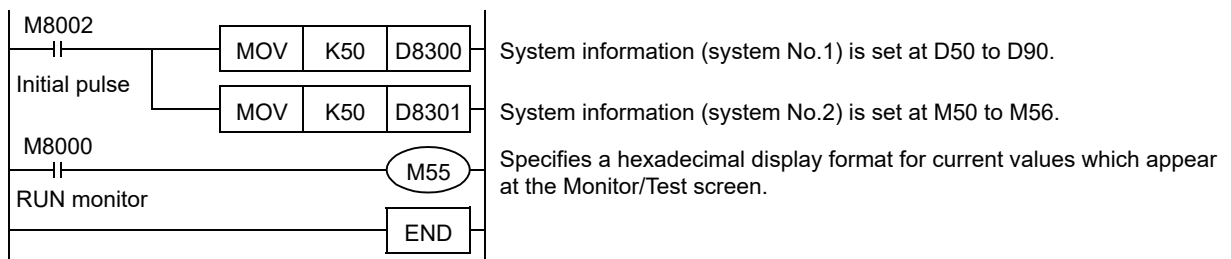 M8002
MOV K50 D8300 System information (system No.1) is set at D50 to D90.
Initial pulse
MOV K50 D8301 System information (system No.2) is set at M50 to M56.
M8000
M55 Specifies a hexadecimal display format for current values which appear
at the Monitor/Test screen.
RUN monitor
END